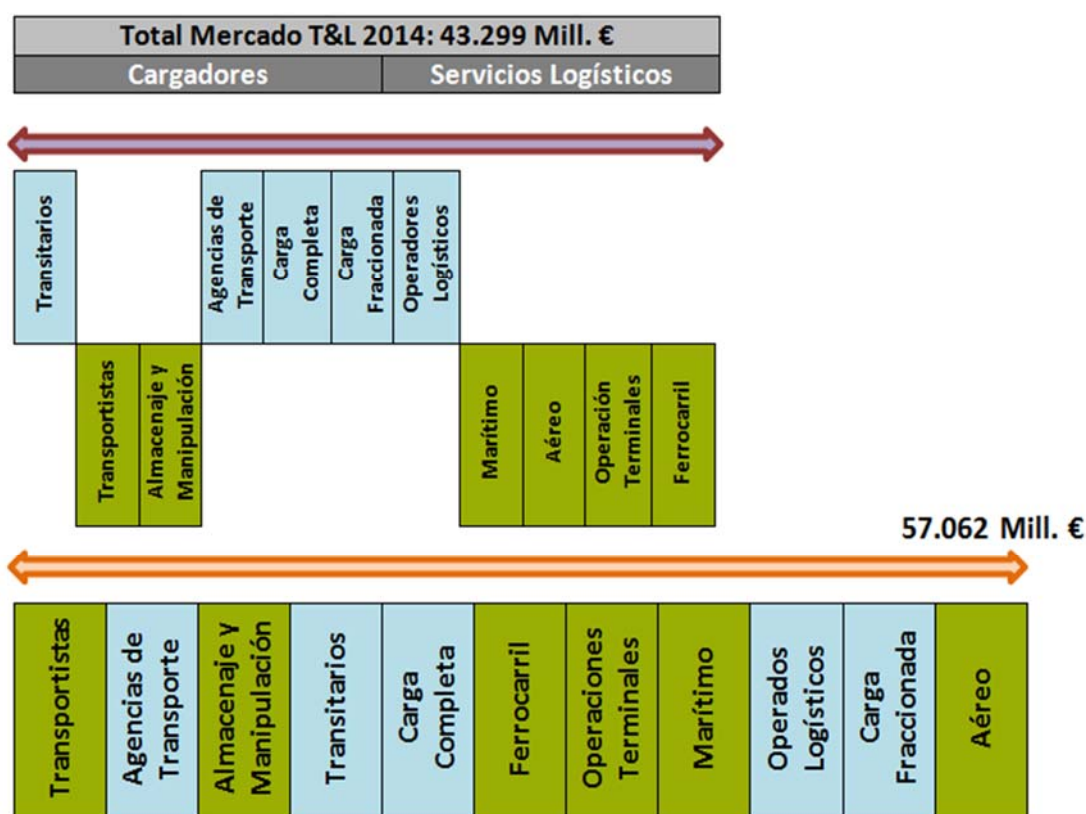 Total Mercado T&L 2014: 43.299 Mill. €
Cargadores
Servicios Logísticos
Transitarios
Agencias de
Transporte
Carga
Completa
Carga
Fraccionada
Operadores
Logísticos
Transportistas
Almacenaje y
Manipulación
Marítimo
Aéreo
Operación
Terminales
Ferrocarril
57.062 Mill. €
Transportistas
Agencias de
Transporte
Almacenaje y
Manipulación
Transitarios
Carga
Completa
Ferrocarril
Operaciones
Terminales
Marítimo
Operados
Logísticos
Carga
Fraccionada
Aéreo